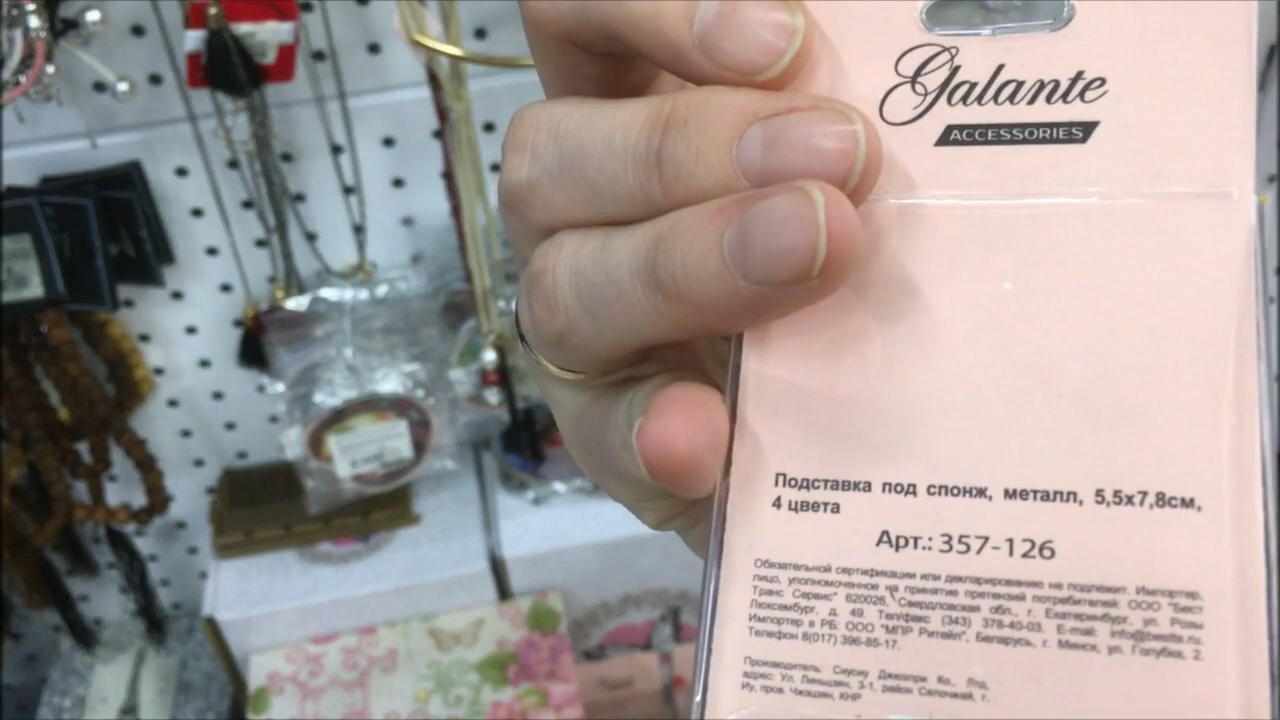 Galante
ACCESSORIES
Подставка под спонж, металл, 5,5х7,8см,
4 цвета
Арт.: 357-126
Обязательной сертификации или декларированию не подлежит. Импортер,
лицо, уполномоченное на принятие претензий потребителей: ООО "Бест
Транс Сервис" 620026, Свердловская обл., г. Екатеринбург, ул. Розы
Люксембург, д. 49, Тел/факс (343) 378-40-03. E-mail: info@bestts.ru.
Импортер в РБ: ООО "МПР Ритейл", Беларусь, г. Минск, ул. Голубка, 2.
Телефон 8(017) 396-85-17.
Производитель: Сиусиу Джюэлри Ко., Лтд,
адрес: Ул. Линьшан, 3-1, район Сялочжай, г.
Иу, пров. Чжэцзян, КНР